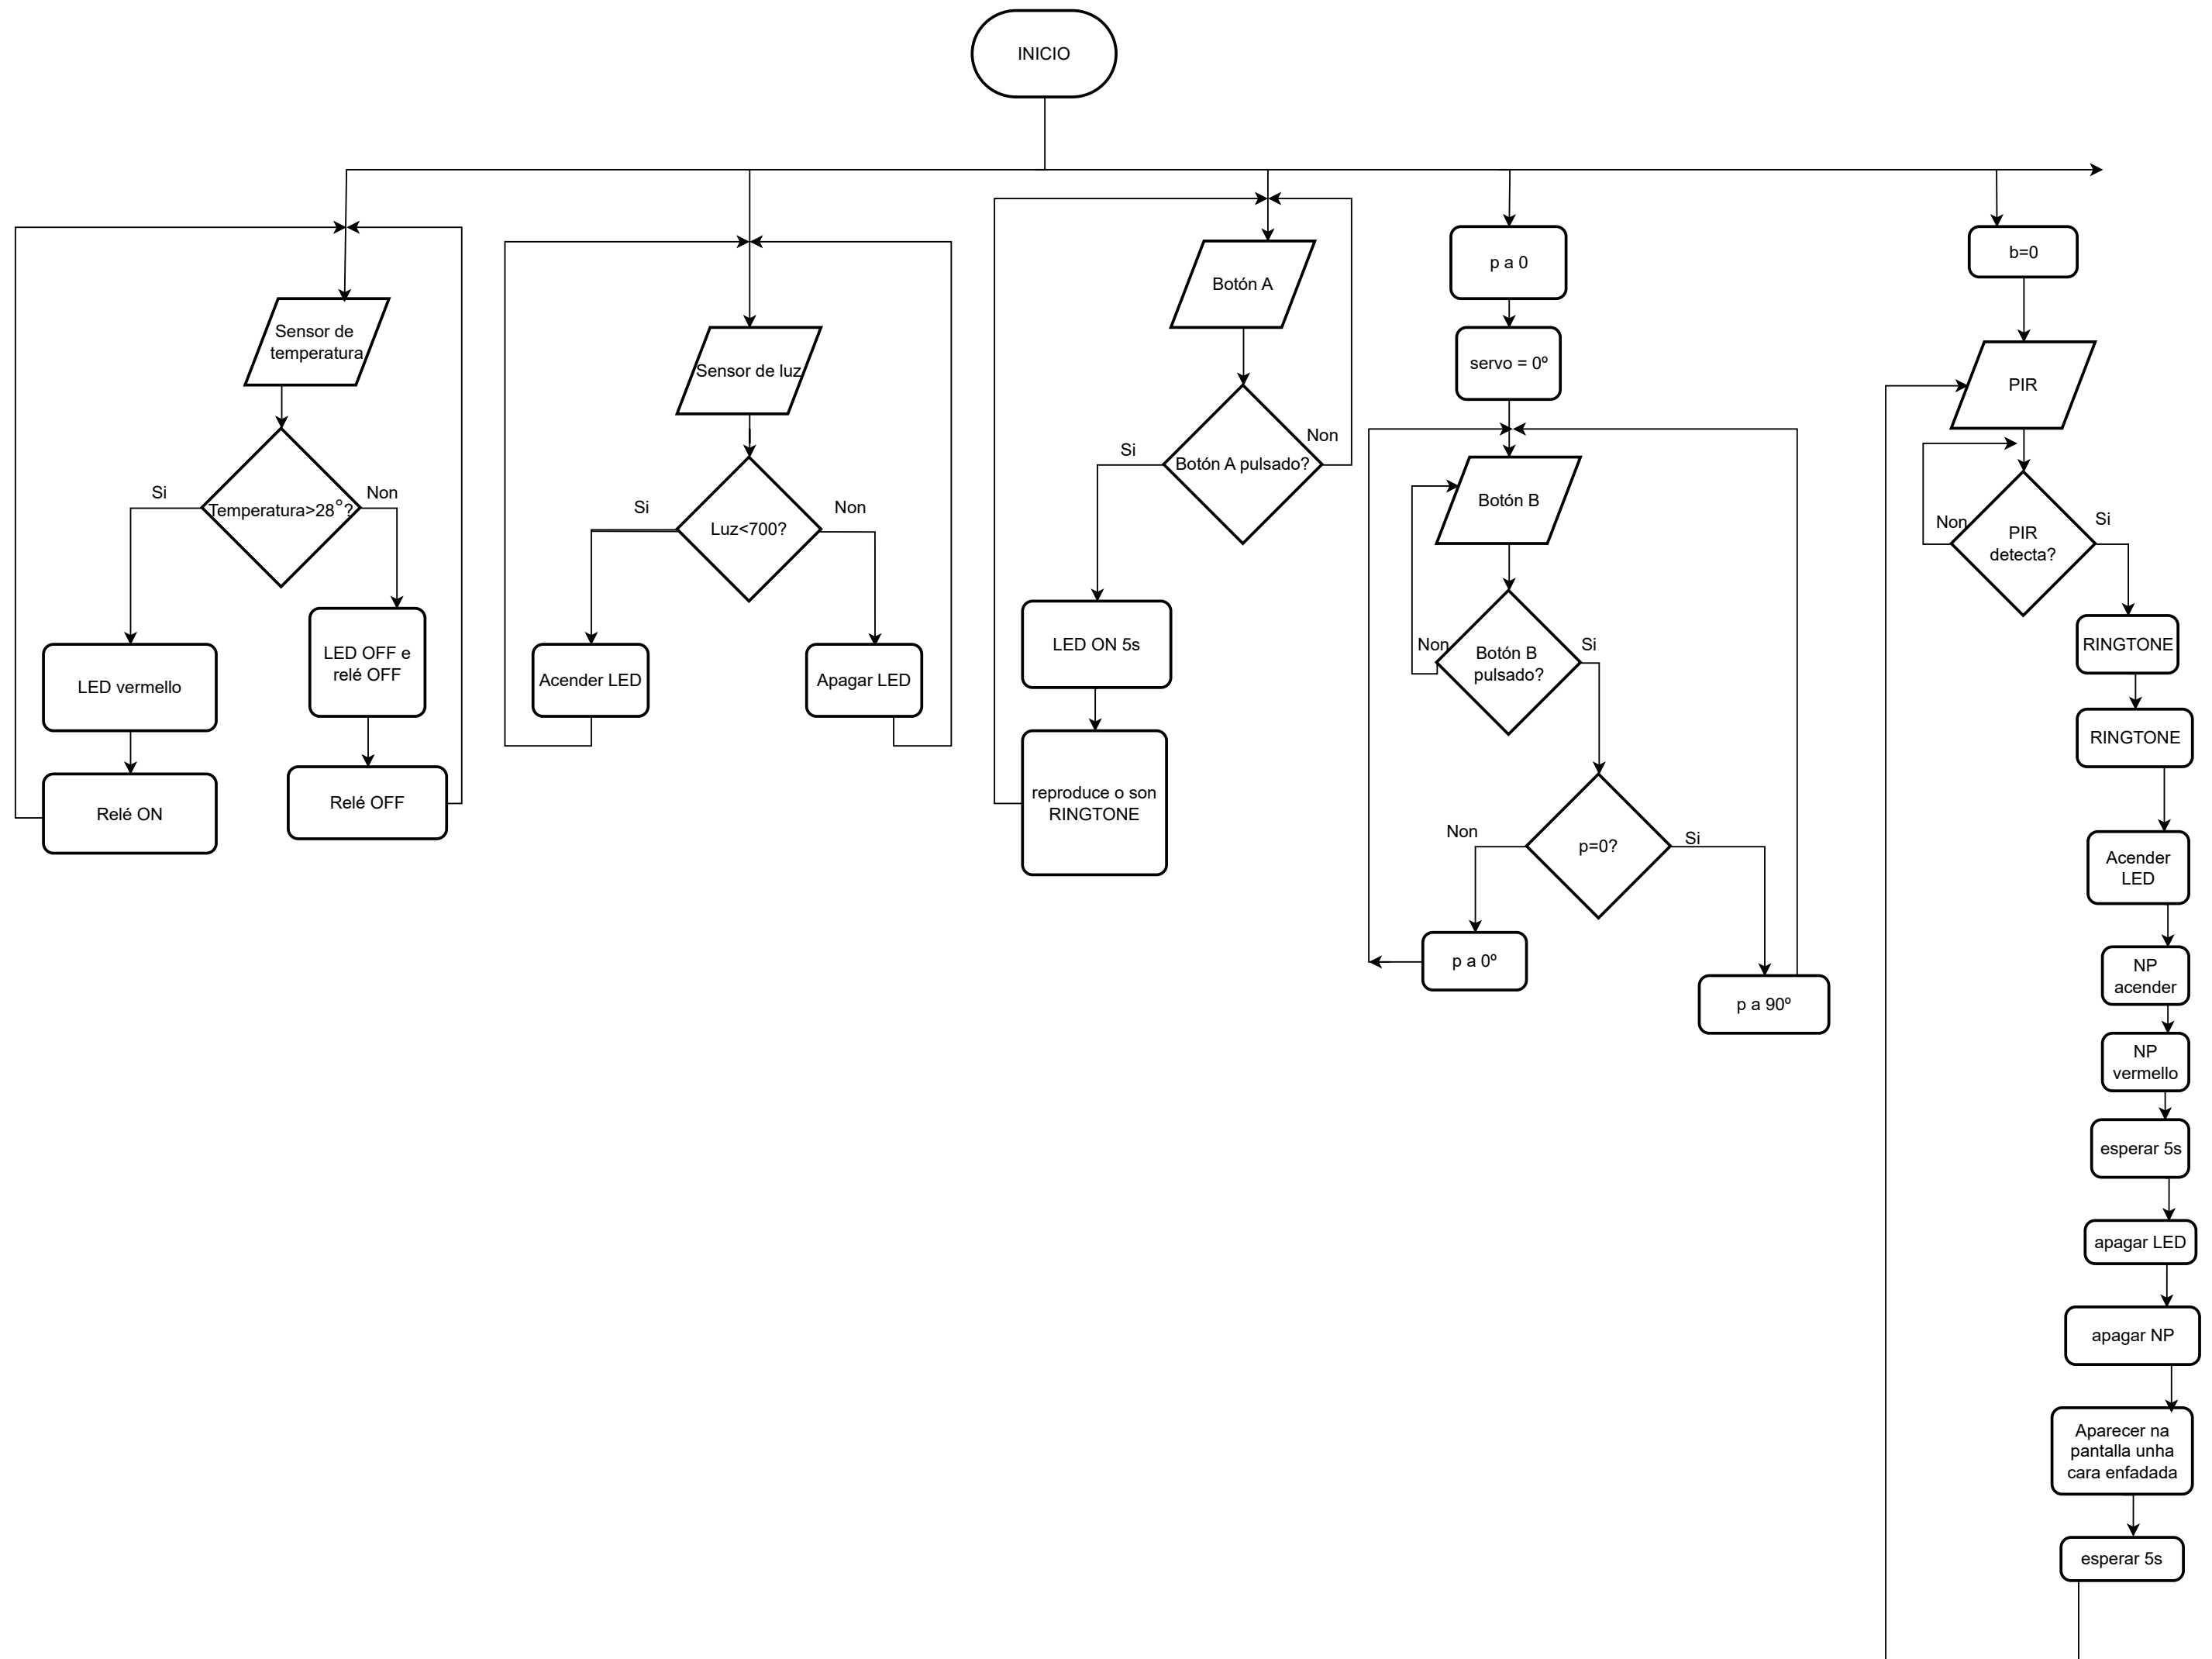 INICIO
Sensor de
temperatura
Si
Temperatura>28°?
Non
LED vermello
Relé ON
LED OFF e
relé OFF
Relé OFF
Sensor de luz
Si
Luz<700?
Non
Acender LED
Apagar LED
Botón A
Si
Botón A pulsado?
Non
LED ON 5s
reproduce o son
RINGTONE
p a 0
servo = 0º
Botón B
Non
Botón B
pulsado?
Si
Non
p=0?
Si
p a 0º
p a 90º
b=0
PIR
Non
PIR
detecta?
Si
RINGTONE
RINGTONE
Acender
LED
NP
acender
NP
vermello
esperar 5s
apagar LED
apagar NP
Aparecer na
pantalla unha
cara enfadada
esperar 5s